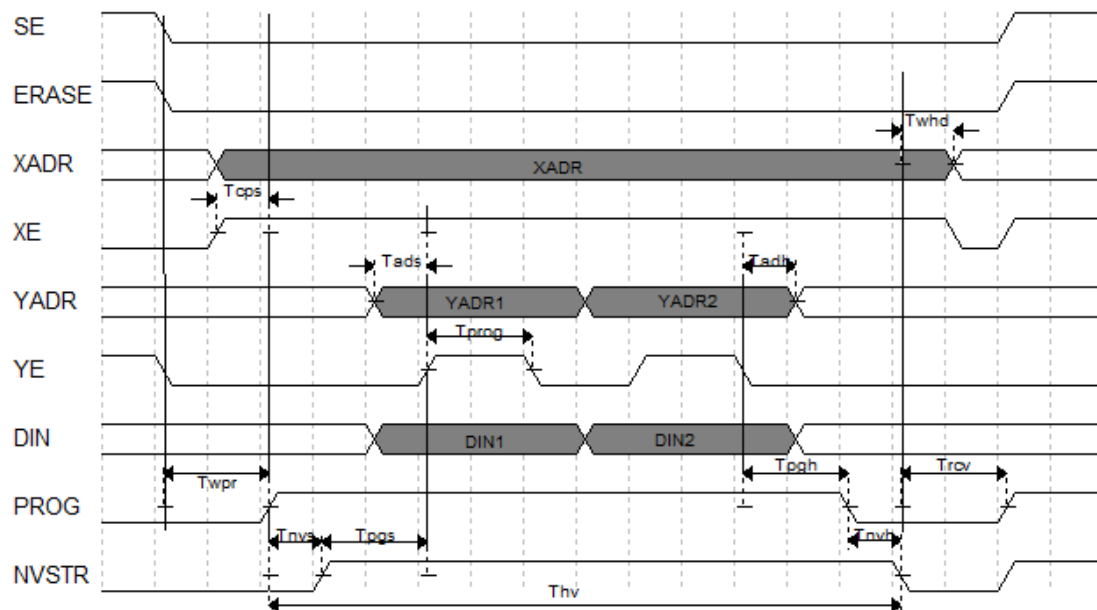 SE
ERASE
Twhd
XADR
XADR
Tcps
XE
Tads
Tadh
YADR
YADR1
YADR2
Tprog
YE
DIN
DIN1
DIN2
Twpr
Tpgh
Trcv
PROG
Tnvs
Tpgs
Tnvh
NVSTR
Thv